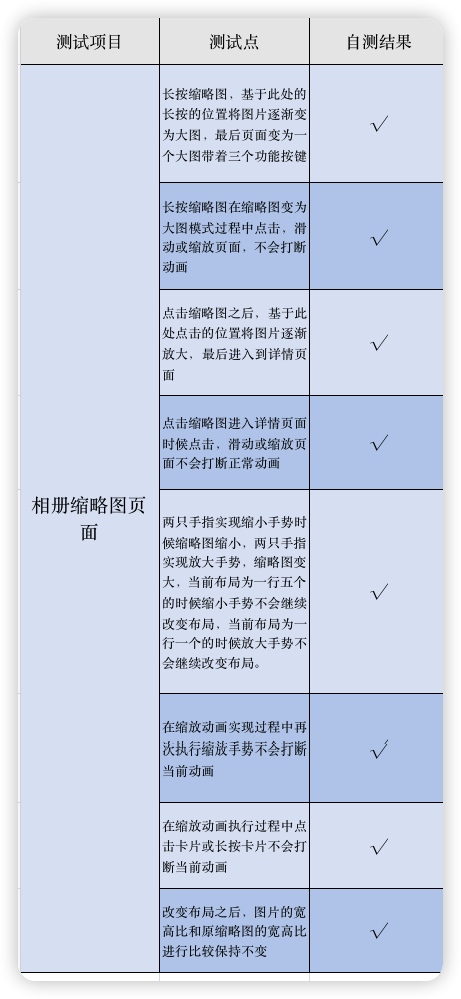 测试项目 测试点 自测结果
长按缩略图，基于此处的
长按的位置将图片逐渐变
为大图，最后页面变为一
个大图带着三个功能按键
√
长按缩略图在缩略图变为
大图模式过程中点击，滑
动或缩放页面，不会打断
动画
√
点击缩略图之后，基于此
处点击的位置将图片逐渐
放大，最后进入到详情页
面
√
点击缩略图进入详情页面
时候点击，滑动或缩放页
面不会打断正常动画
√
相册缩略图页
面
两只手指实现缩小手势时
候缩略图缩小，两只手指
实现放大手势，缩略图变
大，当前布局为一行五个
的时候缩小手势不会继续
改变布局，当前布局为一
行一个的时候放大手势不
会继续改变布局。
√
在缩放动画实现过程中再
次执行缩放手势不会打断
当前动画
√
在缩放动画执行过程中点
击卡片或长按卡片不会打
断当前动画
√
改变布局之后，图片的宽
高比和原缩略图的宽高比
进行比较保持不变
√